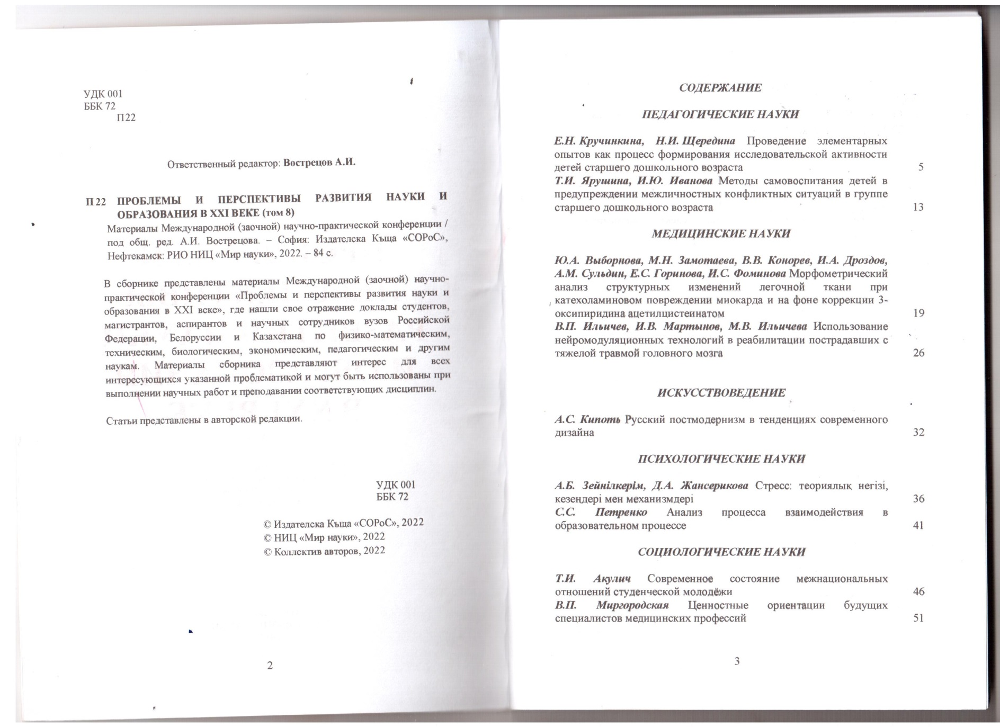 УДК 001
ББК 72
П22
Ответственный редактор: Вострецов А.И.
П 22 ПРОБЛЕМЫ И ПЕРСПЕКТИВЫ РАЗВИТИЯ НАУКИ И
ОБРАЗОВАНИЯ В XXI ВЕКЕ (том 8)
Материалы Международной (заочной) научно-практической конференции /
под общ. ред. А.И. Вострецова. – София: Издателска Къща «СОРоС»,
Нефтекамск: РИО НИЦ «Мир науки», 2022. – 84 с.
В сборнике представлены материалы Международной (заочной) научно-
практической конференции «Проблемы и перспективы развития науки и
образования в XXI веке», где нашли свое отражение доклады студентов,
магистрантов, аспирантов и научных сотрудников вузов Российской
Федерации, Белоруссии и Казахстана по физико-математическим,
техническим, биологическим, экономическим, педагогическим и другим
наукам. Материалы сборника представляют интерес для всех
интересующихся указанной проблематикой и могут быть использованы при
выполнении научных работ и преподавании соответствующих дисциплин.
Статьи представлены в авторской редакции.
УДК 001
ББК 72
© Издателска Къща «СОРоС», 2022
© НИЦ «Мир науки», 2022
© Коллектив авторов, 2022
2
СОДЕРЖАНИЕ
ПЕДАГОГИЧЕСКИЕ НАУКИ
Е.Н. Кручинкина, Н.И. Щередина Проведение элементарных
опытов как процесс формирования исследовательской активности
детей старшего дошкольного возраста 5
Т.И. Ярушина, И.Ю. Иванова Методы самовоспитания детей в
предупреждении межличностных конфликтных ситуаций в группе
старшего дошкольного возраста 13
МЕДИЦИНСКИЕ НАУКИ
Ю.А. Выборнова, М.Н. Замотаева, В.В. Конорев, И.А. Дроздов,
А.М. Сульдин, Е.С. Горинова, И.С. Фоминова Морфометрический
анализ структурных изменений легочной ткани при
катехоламиновом повреждении миокарда и на фоне коррекции 3-
оксипиридина ацетилцистеинатом 19
В.П. Ильичев, И.В. Мартынов, М.В. Ильичева Использование
нейромодуляционных технологий в реабилитации пострадавших с
тяжелой травмой головного мозга 26
ИСКУССТВОВЕДЕНИЕ
А.С. Кипоть Русский постмодернизм в тенденциях современного
дизайна 32
ПСИХОЛОГИЧЕСКИЕ НАУКИ
А.Б. Зейнілкерім, Д.А. Жансерикова Стресс: теориялық негізі,
кезеңдері мен механизмдері 36
С.С. Петренко Анализ процесса взаимодействия в
образовательном процессе 41
СОЦИОЛОГИЧЕСКИЕ НАУКИ
Т.И. Акулич Современное состояние межнациональных
отношений студенческой молодёжи 46
В.П. Миргородская Ценностные ориентации будущих
специалистов медицинских профессий 51
3